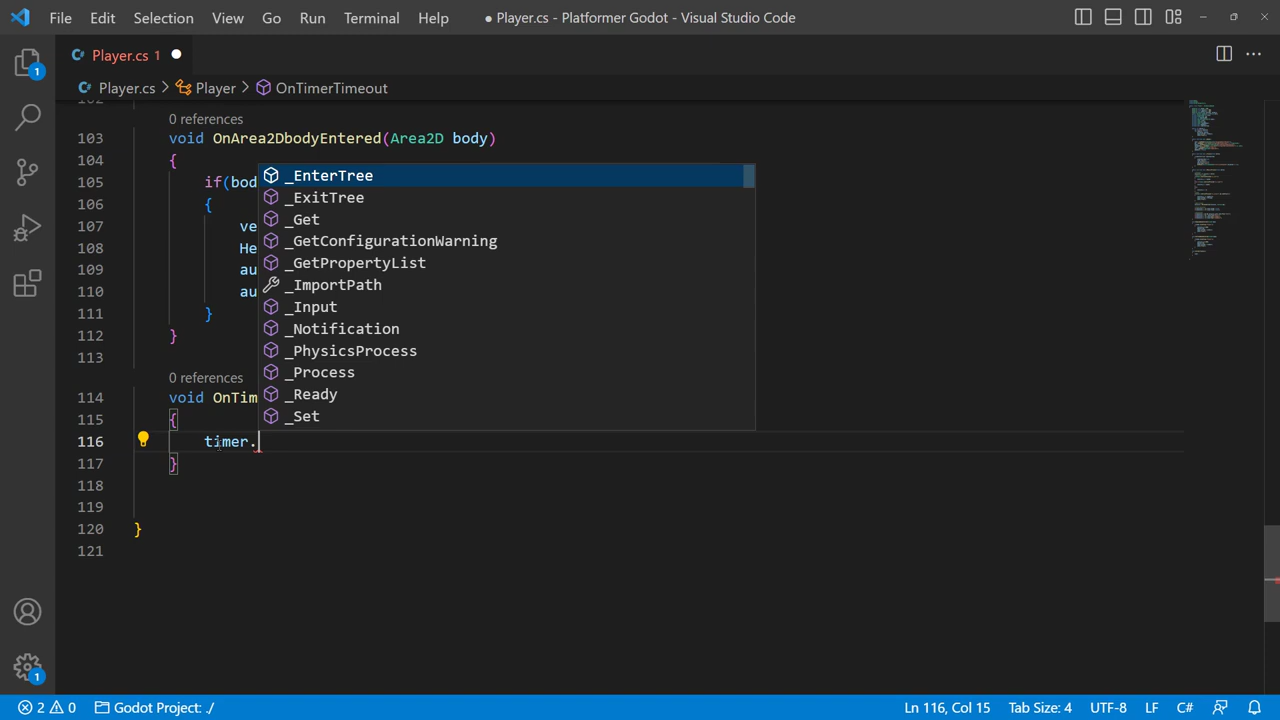 File Edit Selection View Go Run Terminal Help ● Player.cs - Platformer Godot - Visual Studio Code
Player.cs 1
Player.cs > Player > OnTimerTimeout
1
102
0 references
103 void OnArea2DbodyEntered(Area2D body)
104 {
105 if(bod
106 {
107 ve
108 He
109 au
110 au
111 }
112 }
113
_EnterTree
_ExitTree
_Get
_GetConfigurationWarning
_GetPropertyList
_ImportPath
_Input
_Notification
_PhysicsProcess
_Process
_Ready
_Set
0 references
114 void OnTim
115 {
116 timer.
117 }
118
119
120 }
121
1
2 0 Godot Project: ./ Ln 116, Col 15 Tab Size: 4 UTF-8 LF C#